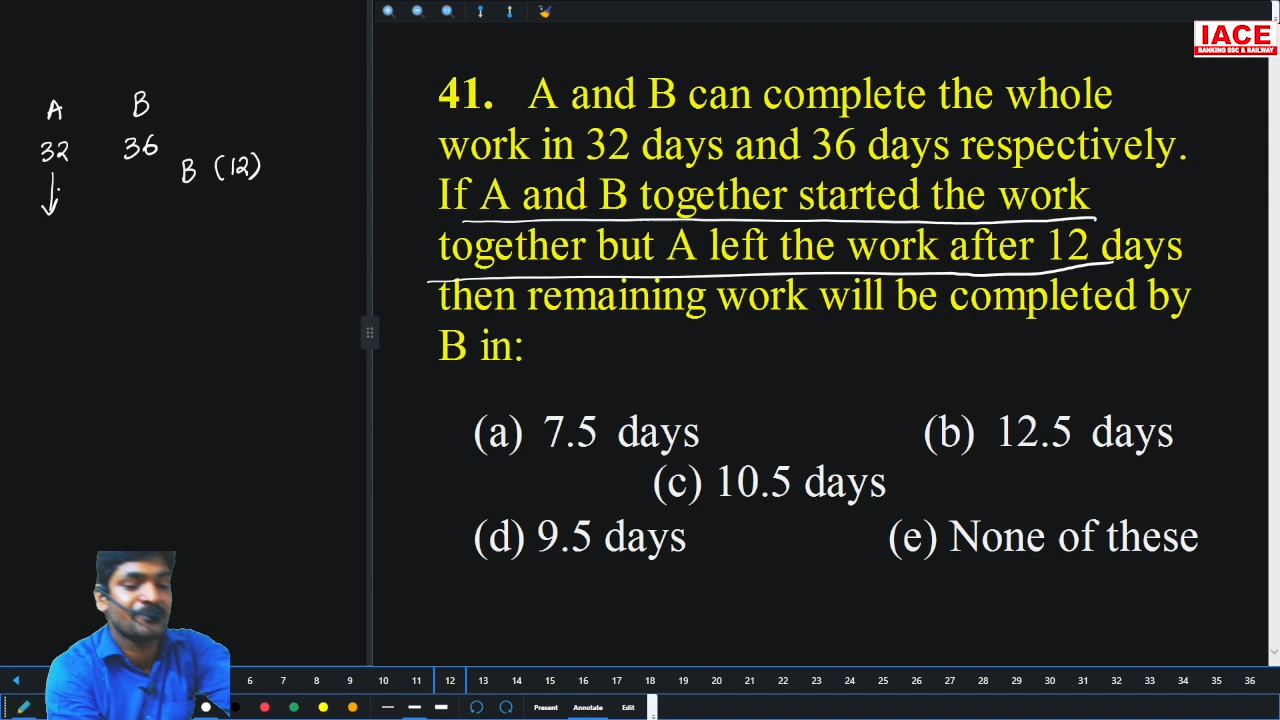 IACE
BANKING SSC & RAILWAY
A B
32 36
B (12)
41. A and B can complete the whole
work in 32 days and 36 days respectively.
If A and B together started the work
together but A left the work after 12 days
then remaining work will be completed by
B in:
(a) 7.5 days (b) 12.5 days
(c) 10.5 days
(d) 9.5 days (e) None of these
6 7 8 9 10 11 12 13 14 15 16 17 18 19 20 21 22 23 24 25 26 27 28 29 30 31 32 33 34 35 36
Present Annotate Edit